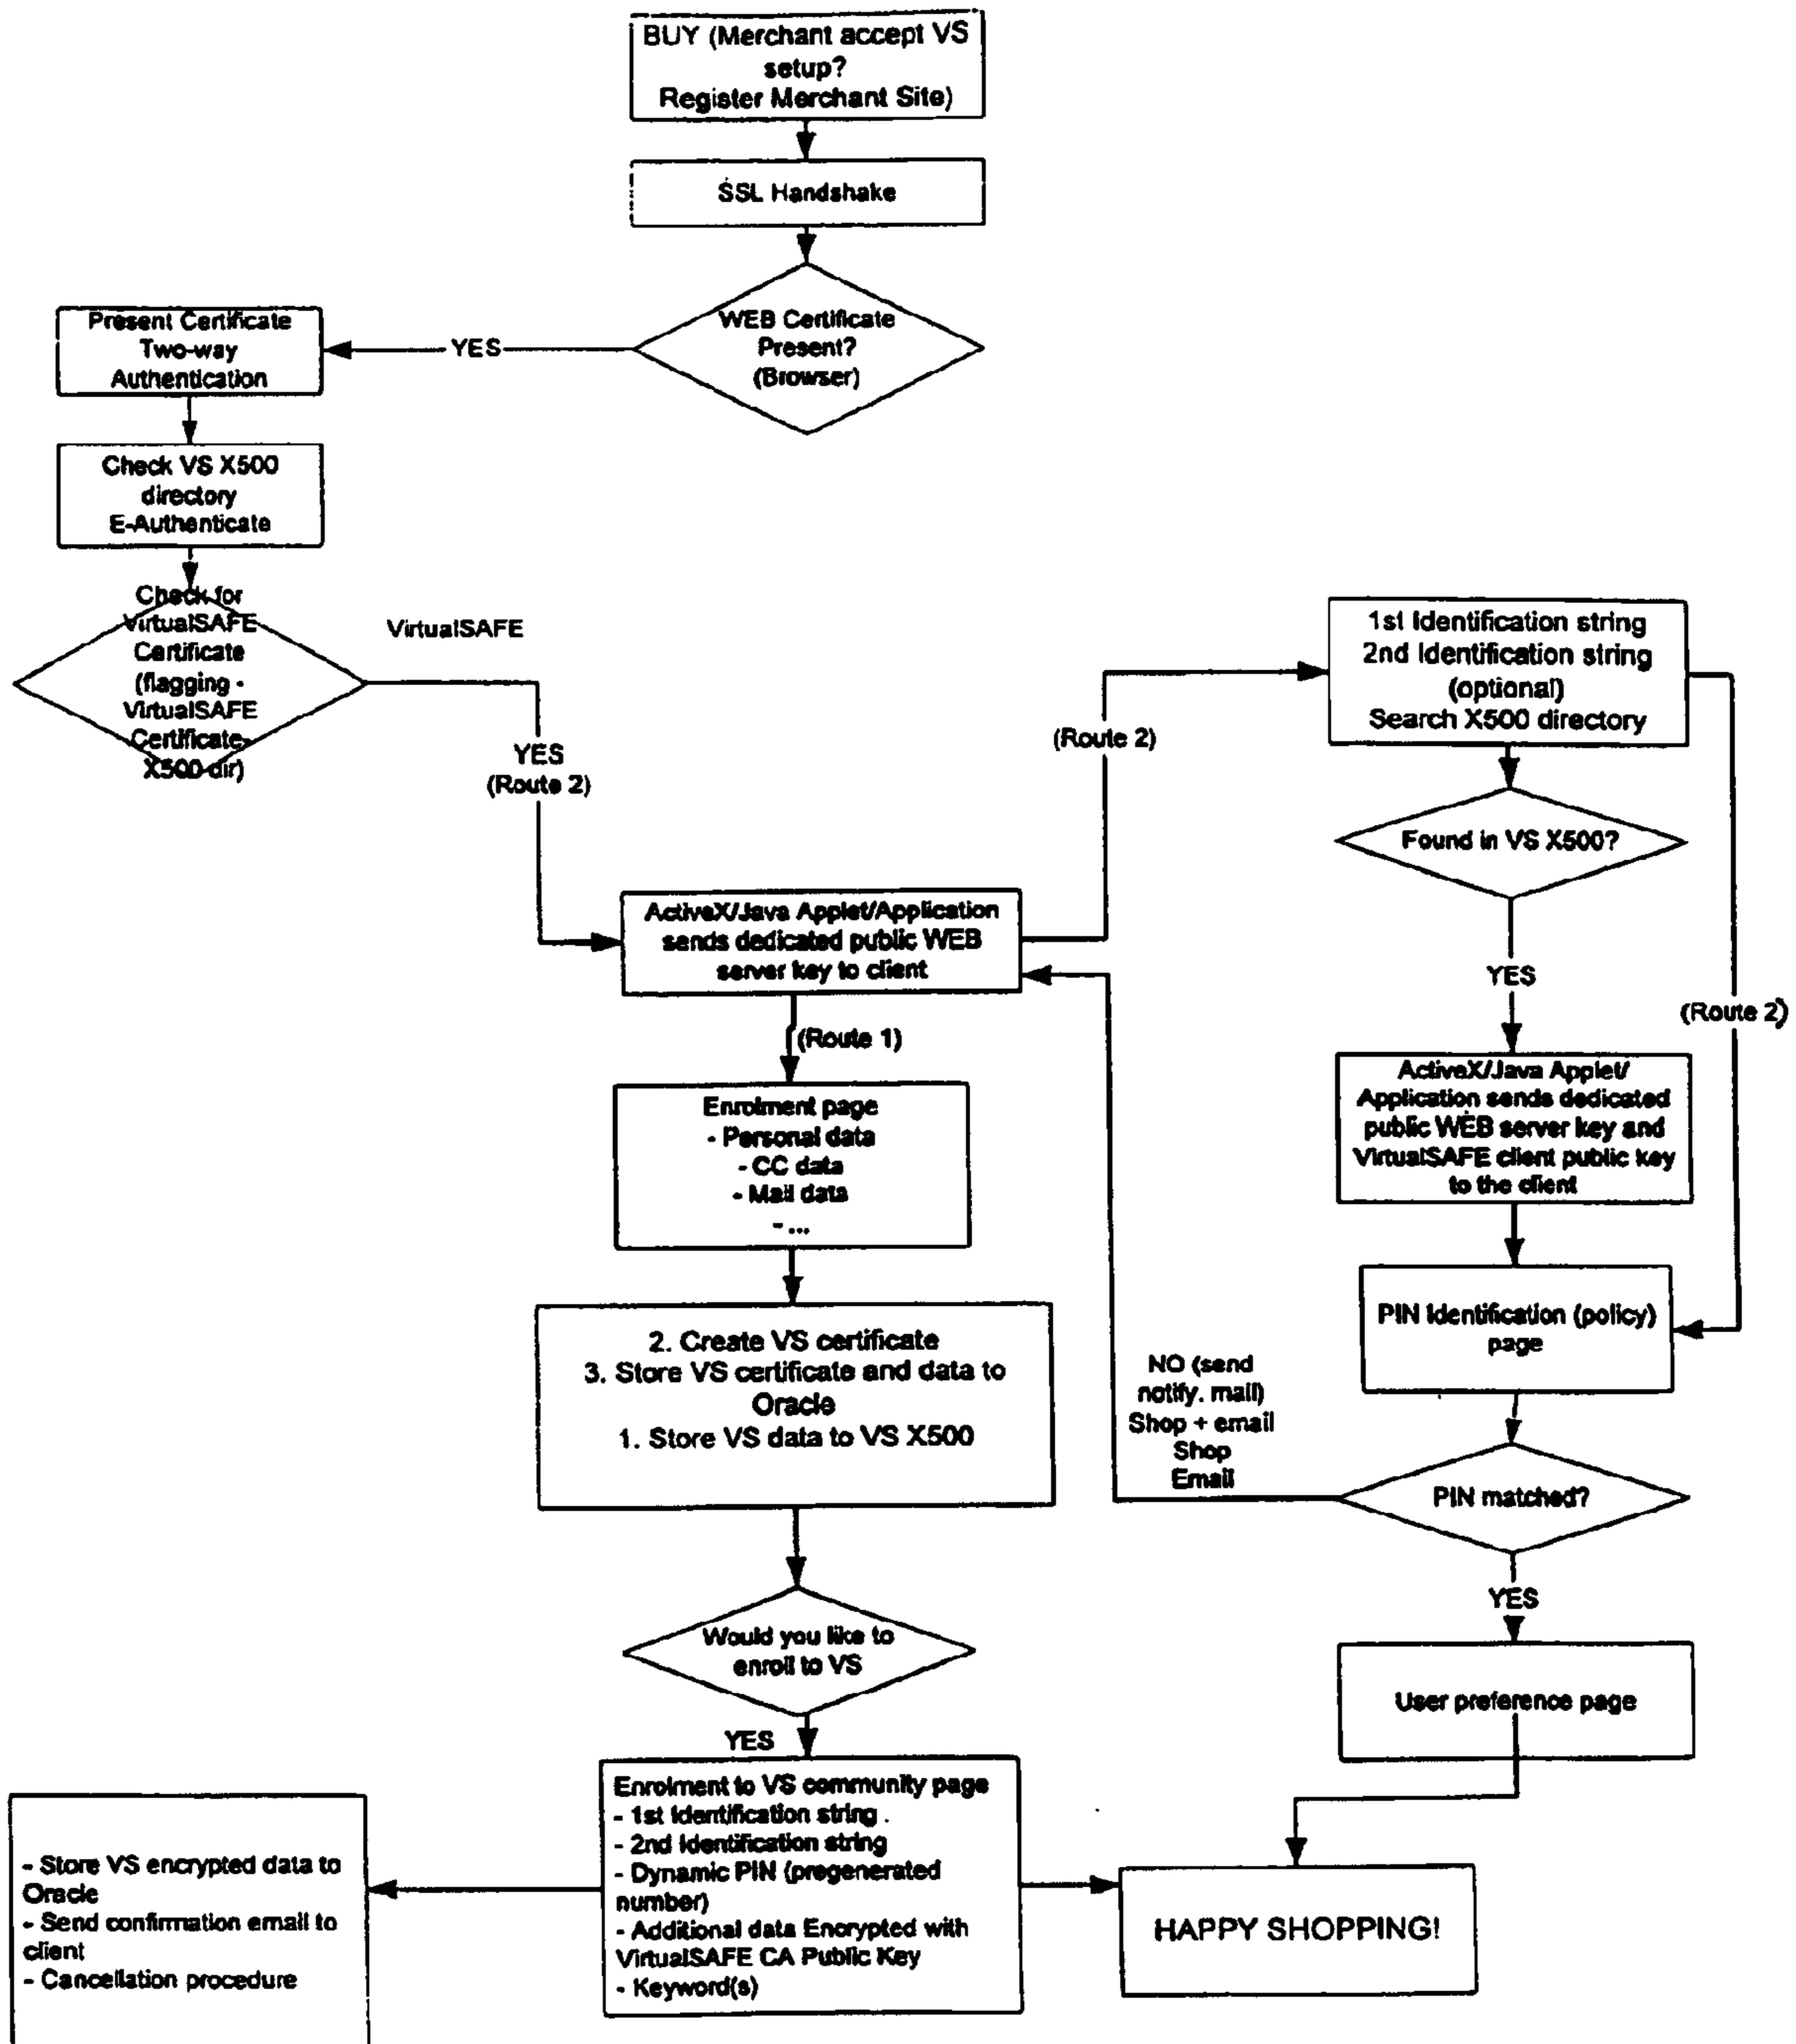 BUY (Merchant accept VS
setup?
Register Merchant Site)
SSL Handshake
WEB Certificate
Present?
(Browser)
YES
Present Certificate
Two-way
Authentication
Check VS X500
directory
E-Authenticate
Check for
VirtualSAFE
Certificate
(flagging -
VirtualSAFE
Certificate-
X500-dir)
VirtualSAFE
YES
(Route 2)
ActiveX/Java Applet/Application
sends dedicated public WEB
server key to client
(Route 2)
1st Identification string
2nd Identification string
(optional)
Search X500 directory
Found in VS X500?
YES
(Route 2)
ActiveX/Java Applet/
Application sends dedicated
public WEB server key and
VirtualSAFE client public key
to the client
PIN Identification (policy)
page
PIN matched?
NO (send
notify. mail)
Shop + email
Shop
Email
YES
User preference page
(Route 1)
Enrolment page
- Personal data
- CC data
- Mail data
- ...
2. Create VS certificate
3. Store VS certificate and data to
Oracle
1. Store VS data to VS X500
Would you like to
enroll to VS
YES
Enrolment to VS community page
- 1st Identification string .
- 2nd Identification string
- Dynamic PIN (pregenerated
number)
- Additional data Encrypted with
VirtualSAFE CA Public Key
- Keyword(s)
- Store VS encrypted data to
Oracle
- Send confirmation email to
client
- Cancellation procedure
HAPPY SHOPPING!